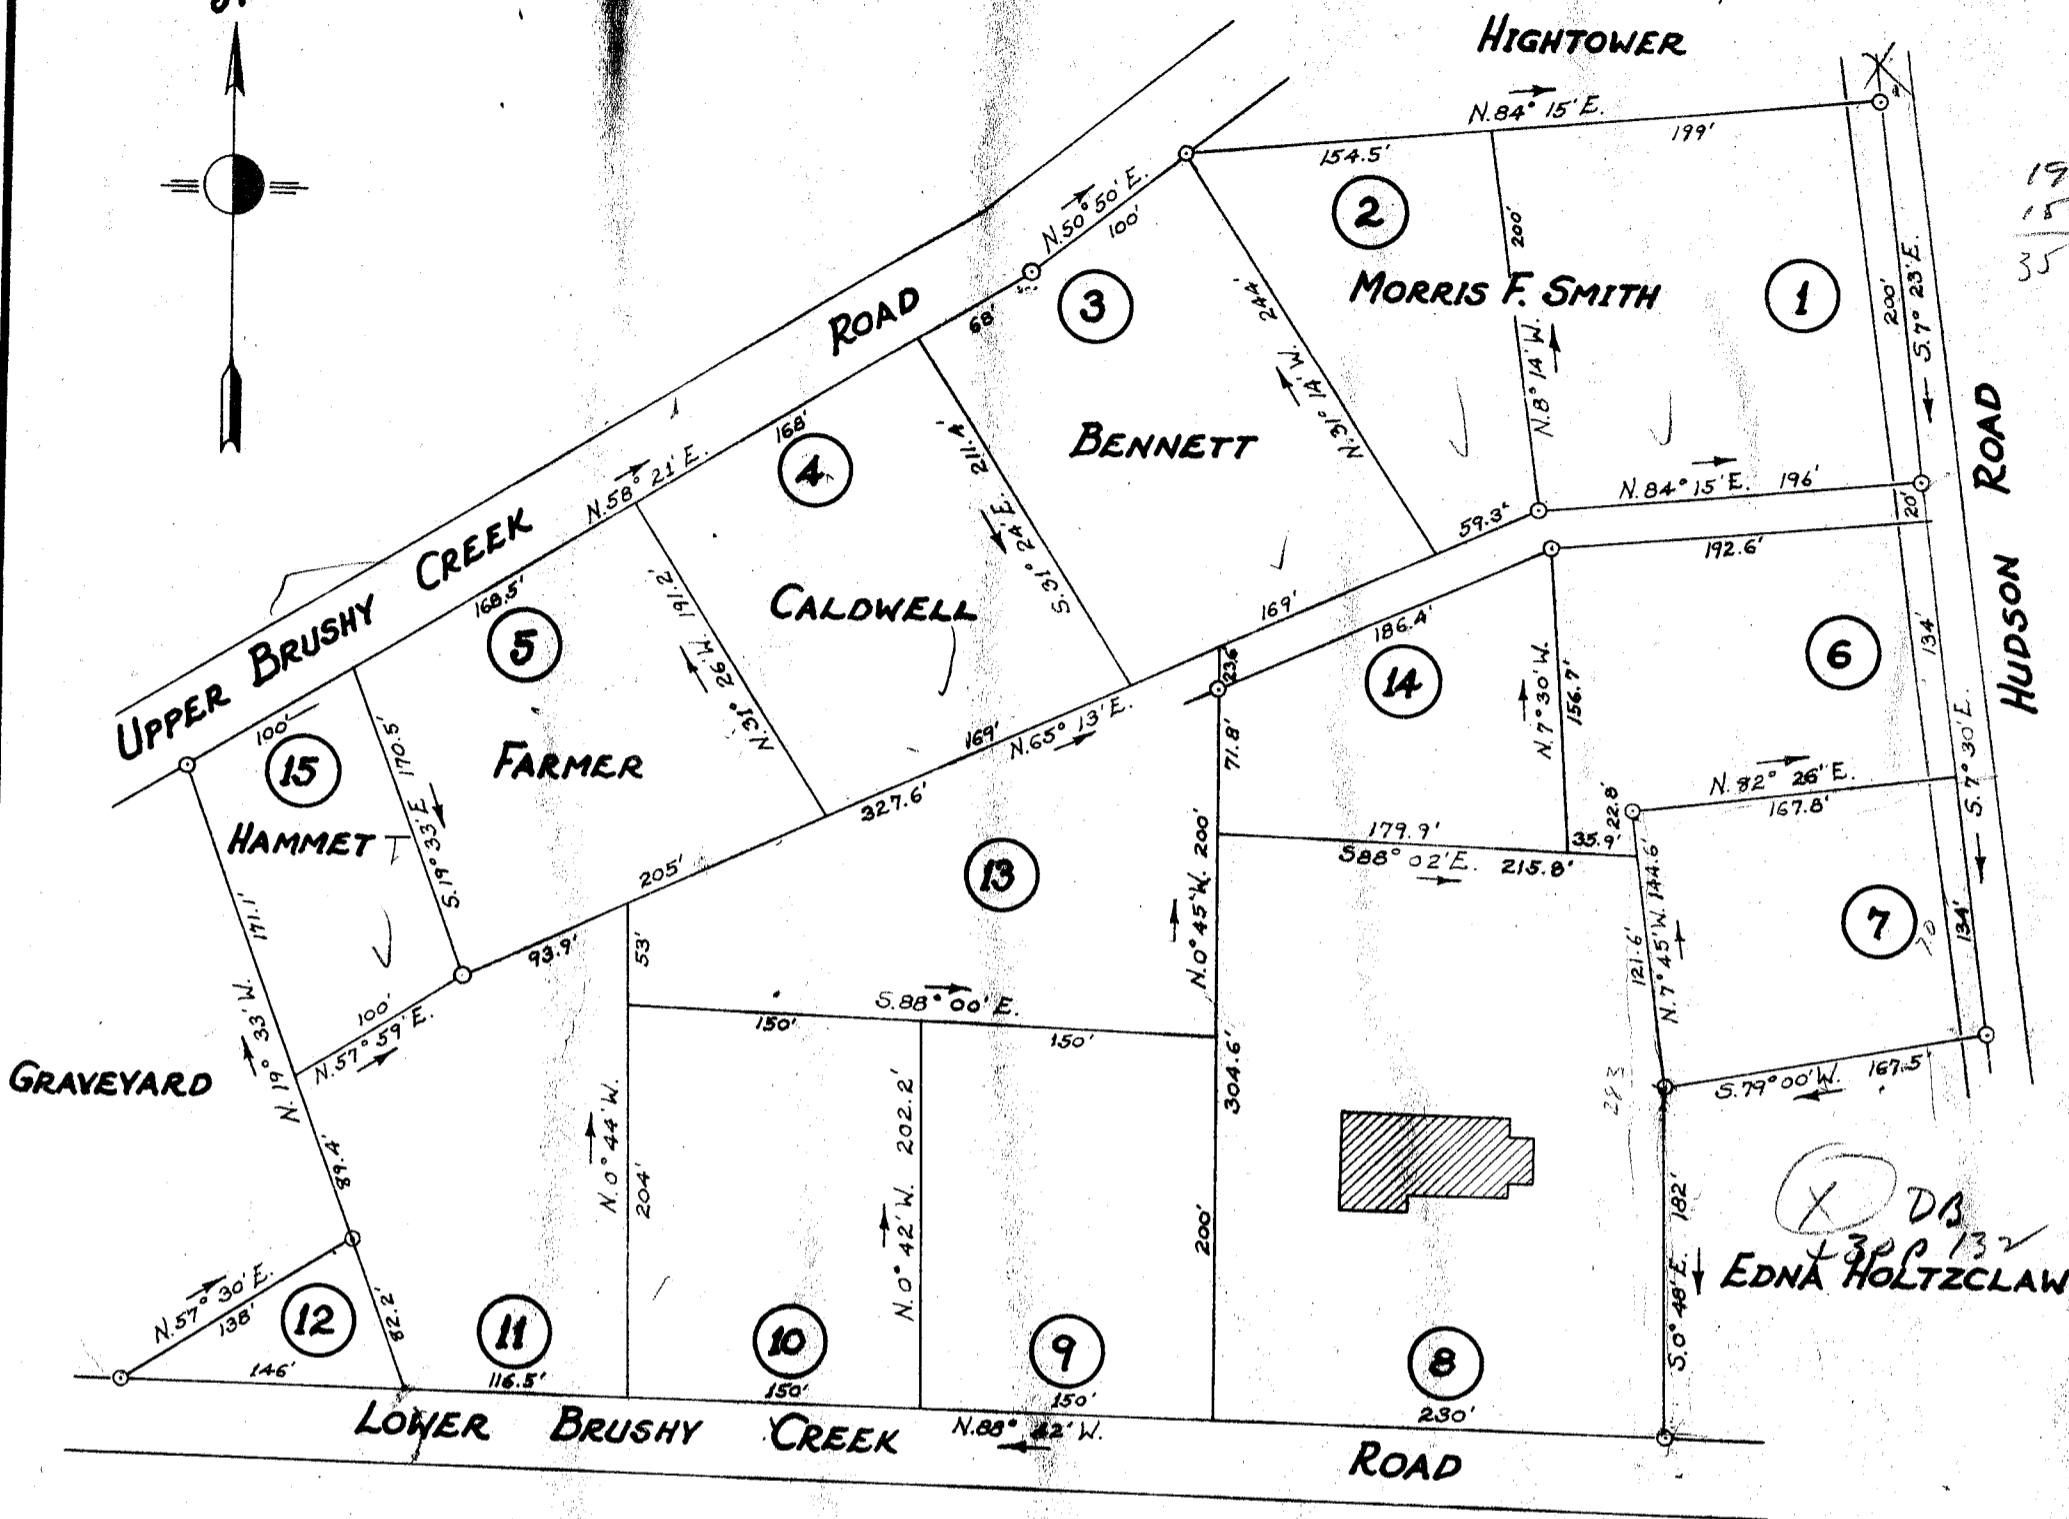 HIGHTOWER
N.84° 15' E.
154.5'
199'
N.50° 50' E.
100'
2
200'
MORRIS F. SMITH
1
200'
S.7° 23' E.
19
15
35
ROAD
68'
3
244'
N.31° 14' W.
N.8° 14' W.
BENNETT
168'
4
N.58° 21' E.
211.4'
S.31° 24' E.
59.3'
N.84° 15' E.
196'
20'
192.6'
HUDSON ROAD
UPPER BRUSHY CREEK
168.5'
5
191.2'
N.31° 26' W.
CALDWELL
169'
186.4'
23.6'
14
N.7° 30' W.
156.7'
6
134'
S.7° 30' E.
100'
15
HAMMET
170.5'
S.19° 33' E.
FARMER
169'
N.65° 13' E.
327.6'
71.8'
N.82° 26' E.
167.8'
22.8'
35.9'
179.9'
S88° 02' E.
215.8'
205'
13
N.0° 45' W. 200'
144.6'
121.6'
N.7° 45' W.
7
134'
171.1'
N.19° 33' W.
93.9'
53'
S.88° 00' E.
150'
150'
100'
N.57° 59' E.
GRAVEYARD
304.6'
283
S.79° 00' W.
167.5'
89.4'
N.0° 44' W.
204'
N.0° 42' W. 202.2'
200'
182'
S.0° 48' E.
X DB
EDNA HOLTZCLAW
N.57° 30' E.
138'
12
82.2'
146'
11
116.5'
10
150'
9
150'
8
230'
LOWER BRUSHY CREEK
N.88° 42' W.
ROAD